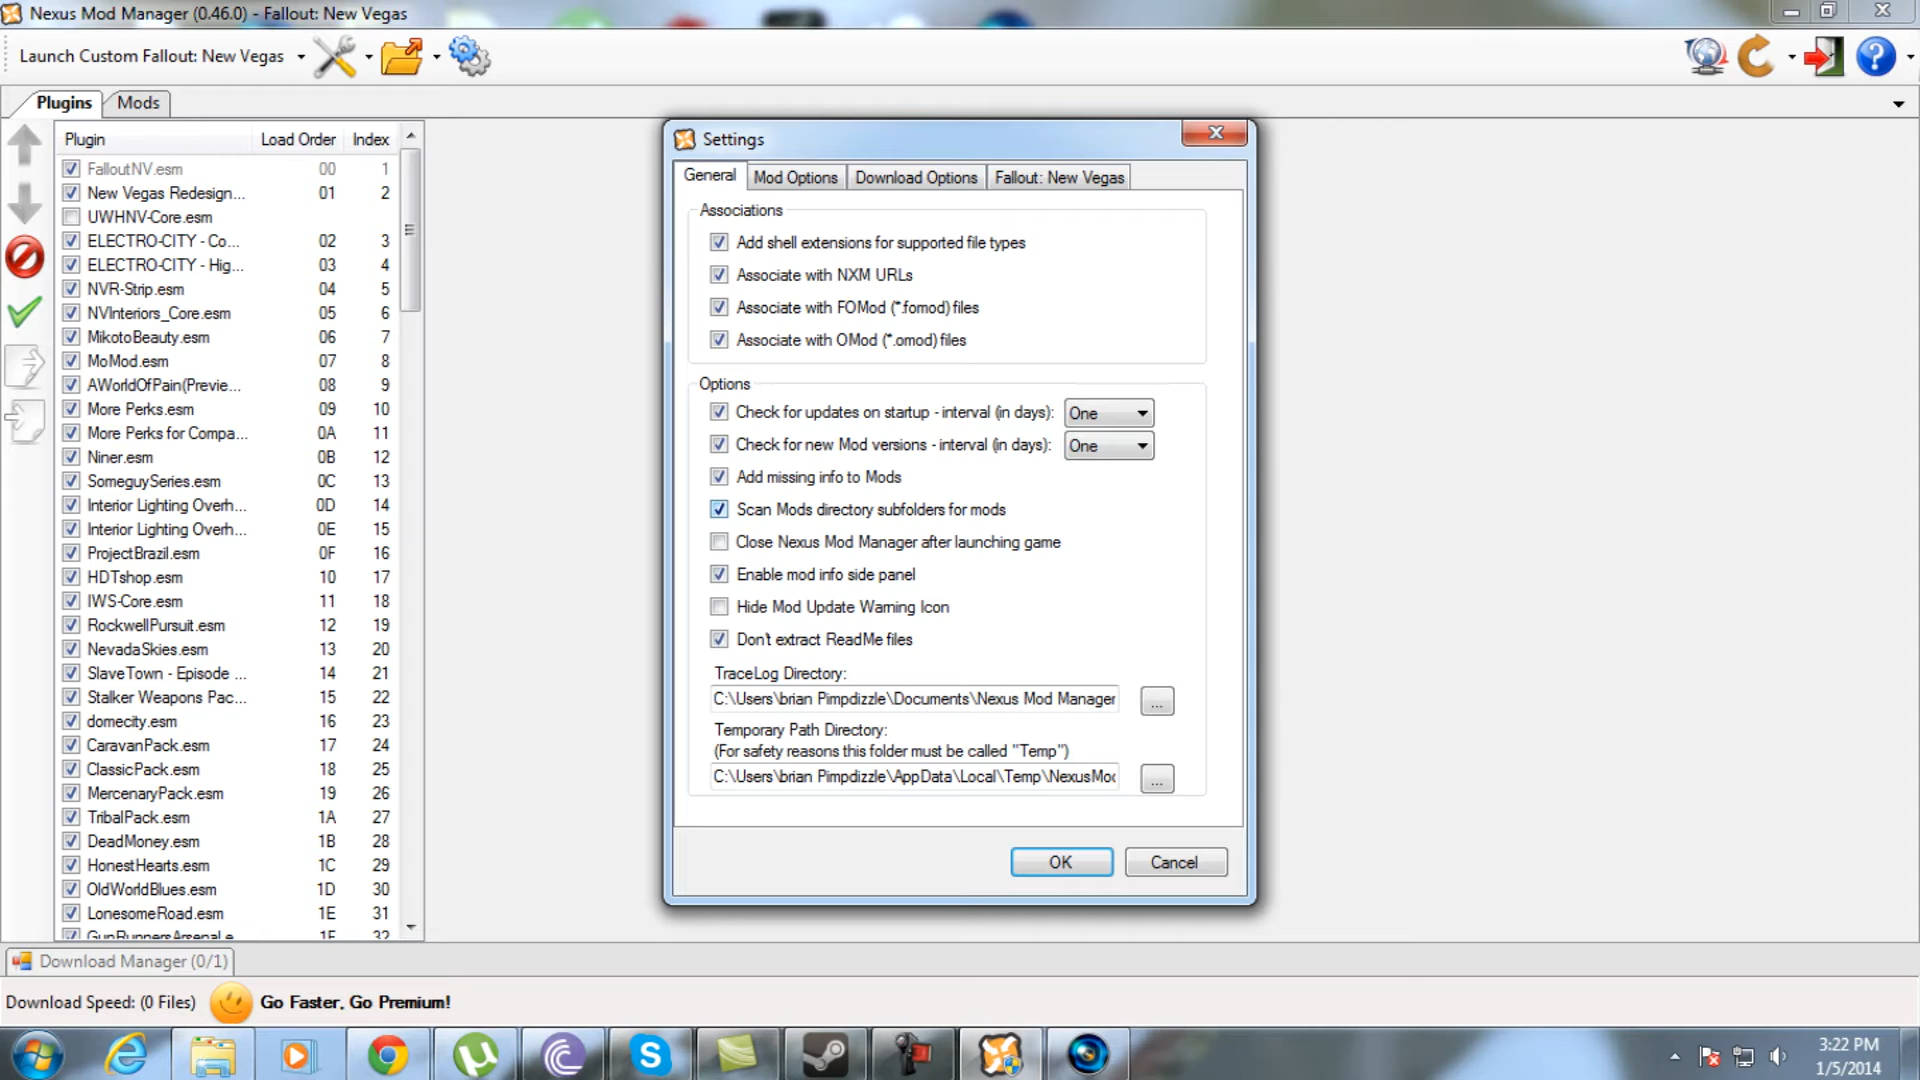 Nexus Mod Manager (0.46.0) - Fallout: New Vegas
Launch Custom Fallout: New Vegas
Plugins Mods
Plugin Load Order Index
FalloutNV.esm 00 1
New Vegas Redesign... 01 2
UWHNV-Core.esm
ELECTRO-CITY - Co... 02 3
ELECTRO-CITY - Hig... 03 4
NVR-Strip.esm 04 5
NVInteriors_Core.esm 05 6
MikotoBeauty.esm 06 7
MoMod.esm 07 8
AWorldOfPain(Previe... 08 9
More Perks.esm 09 10
More Perks for Compa... 0A 11
Niner.esm 0B 12
SomeguySeries.esm 0C 13
Interior Lighting Overh... 0D 14
Interior Lighting Overh... 0E 15
ProjectBrazil.esm 0F 16
HDTshop.esm 10 17
IWS-Core.esm 11 18
RockwellPursuit.esm 12 19
NevadaSkies.esm 13 20
SlaveTown - Episode ... 14 21
Stalker Weapons Pac... 15 22
domecity.esm 16 23
CaravanPack.esm 17 24
ClassicPack.esm 18 25
MercenaryPack.esm 19 26
TribalPack.esm 1A 27
DeadMoney.esm 1B 28
HonestHearts.esm 1C 29
OldWorldBlues.esm 1D 30
LonesomeRoad.esm 1E 31
GunRunnersArsenal.e... 1F 32
Settings
General Mod Options Download Options Fallout: New Vegas
Associations
Add shell extensions for supported file types
Associate with NXM URLs
Associate with FOMod (*.fomod) files
Associate with OMod (*.omod) files
Options
Check for updates on startup - interval (in days): One
Check for new Mod versions - interval (in days): One
Add missing info to Mods
Scan Mods directory subfolders for mods
Close Nexus Mod Manager after launching game
Enable mod info side panel
Hide Mod Update Warning Icon
Don't extract ReadMe files
TraceLog Directory:
C:\Users\brian Pimpdizzle\Documents\Nexus Mod Manager ...
Temporary Path Directory:
(For safety reasons this folder must be called "Temp")
C:\Users\brian Pimpdizzle\AppData\Local\Temp\NexusMoc ...
OK Cancel
Download Manager (0/1)
Download Speed: (0 Files) Go Faster, Go Premium!
3:22 PM
1/5/2014